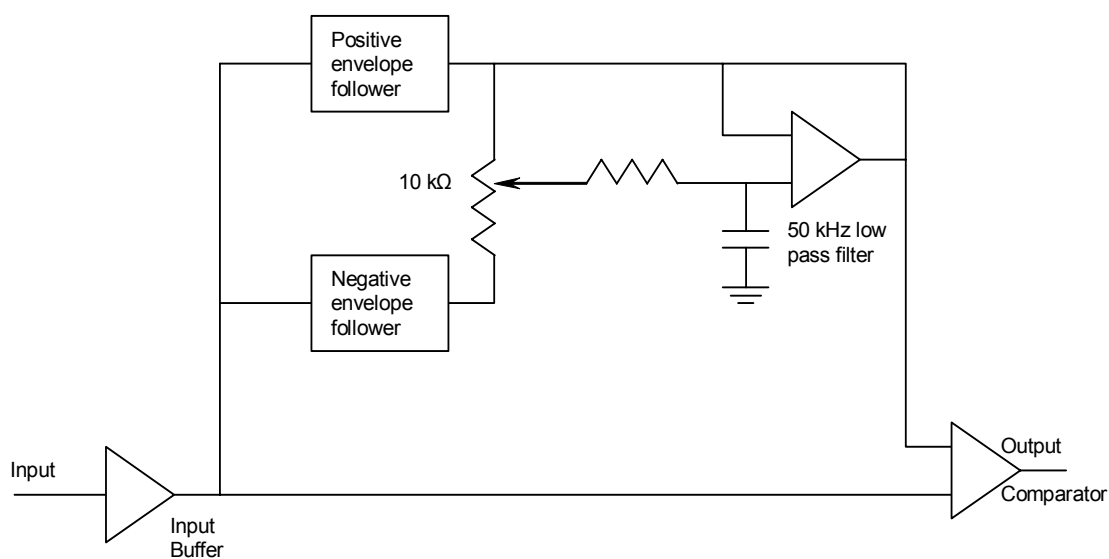 Positive
envelope
follower
10 kΩ
50 kHz low
pass filter
Negative
envelope
follower
Input
Input
Buffer
Output
Comparator